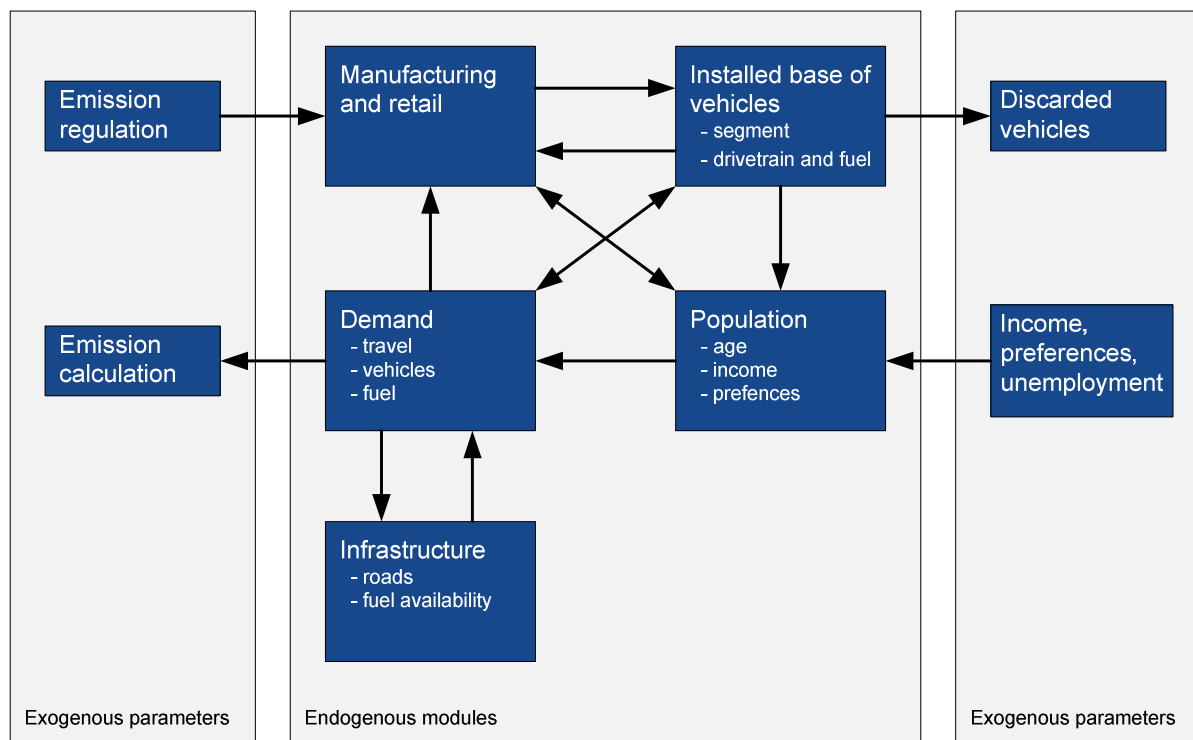 Emission
regulation
Emission
calculation
Exogenous parameters
Manufacturing
and retail
Installed base of
vehicles
- segment
- drivetrain and fuel
Demand
- travel
- vehicles
- fuel
Population
- age
- income
- prefences
Infrastructure
- roads
- fuel availability
Endogenous modules
Discarded
vehicles
Income,
preferences,
unemployment
Exogenous parameters